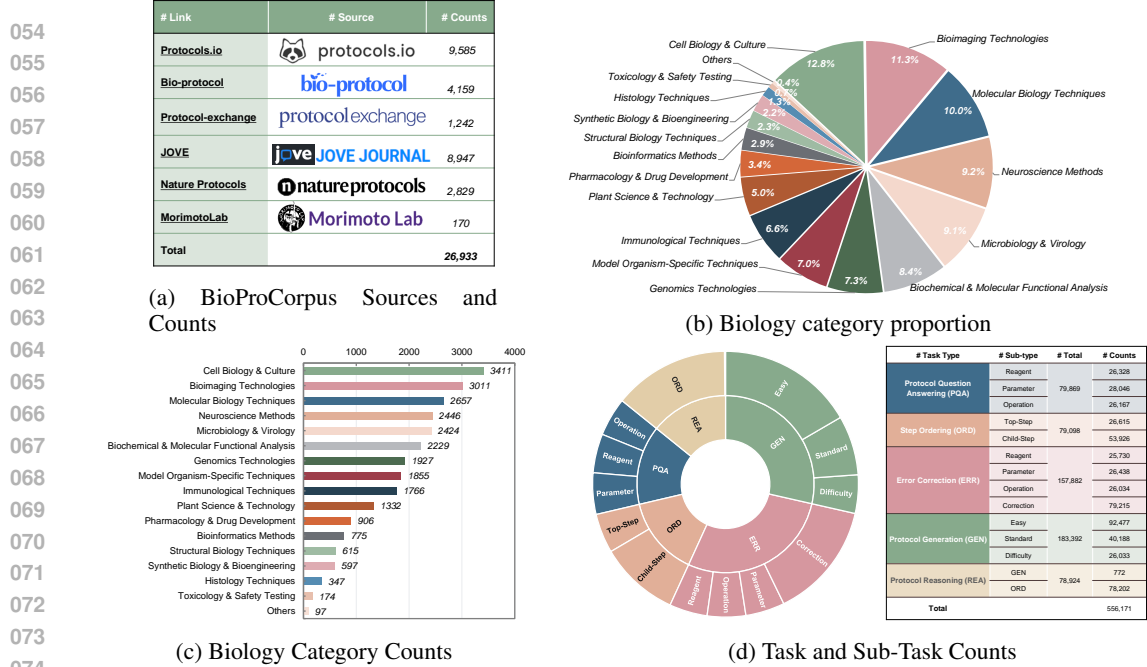 054
055
056
057
058
059
060
061
062
063
064
065
066
067
068
069
070
071
072
073
074
# Link # Source # Counts
Protocols.io protocols.io 9,585
Bio-protocol bio-protocol 4,159
Protocol-exchange protocol exchange 1,242
JOVE jove JOVE JOURNAL 8,947
Nature Protocols n natureprotocols 2,829
MorimotoLab Morimoto Lab 170
Total 26,933
(a) BioProCorpus Sources and
Counts
Cell Biology & Culture 12.8%
Others 0.4%
Toxicology & Safety Testing 0.7%
Histology Techniques 1.3%
Synthetic Biology & Bioengineering 2.2%
Structural Biology Techniques 2.3%
Bioinformatics Methods 2.9%
Pharmacology & Drug Development 3.4%
Plant Science & Technology 5.0%
Immunological Techniques 6.6%
Model Organism-Specific Techniques 7.0%
Genomics Technologies 7.3%
Bioimaging Technologies 11.3%
Molecular Biology Techniques 10.0%
Neuroscience Methods 9.2%
Microbiology & Virology 9.1%
Biochemical & Molecular Functional Analysis 8.4%
(b) Biology category proportion
0 1000 2000 3000 4000
Cell Biology & Culture 3411
Bioimaging Technologies 3011
Molecular Biology Techniques 2657
Neuroscience Methods 2446
Microbiology & Virology 2424
Biochemical & Molecular Functional Analysis 2229
Genomics Technologies 1927
Model Organism-Specific Techniques 1855
Immunological Techniques 1766
Plant Science & Technology 1332
Pharmacology & Drug Development 906
Bioinformatics Methods 775
Structural Biology Techniques 615
Synthetic Biology & Bioengineering 597
Histology Techniques 347
Toxicology & Safety Testing 174
Others 97
(c) Biology Category Counts
GEN
Easy
Standard
Difficulty
ERR
Correction
Parameter
Operation
Reagent
ORD
Child-Step
Top-Step
PQA
Parameter
Reagent
Operation
REA
ORD
# Task Type # Sub-type # Total # Counts
Protocol Question
Answering (PQA)
79,869
Reagent 26,328
Parameter 28,046
Operation 26,167
Step Ordering (ORD)
79,098
Top-Step 26,615
Child-Step 53,926
Error Correction (ERR)
157,882
Reagent 25,730
Parameter 26,438
Operation 26,034
Correction 79,215
Protocol Generation (GEN)
183,392
Easy 92,477
Standard 40,188
Difficulty 26,033
Protocol Reasoning (REA)
78,924
GEN 772
ORD 78,202
Total 556,171
(d) Task and Sub-Task Counts